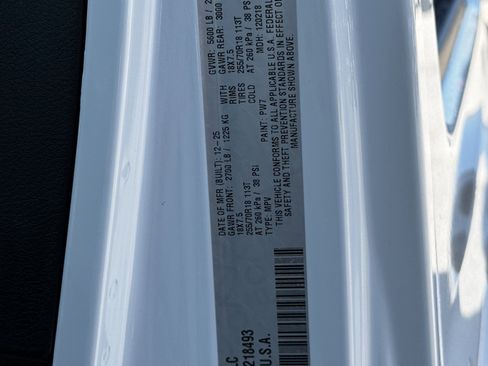 LC
218493
U.S.A.
DATE OF MFR (BUILT): 12-25
GAWR FRONT: 2700 LB / 1225 KG
18X7.5
255/70R18 113T
AT 260 kPa / 38 PSI
TYPE: MPV
GVWR: 5600 LB / 2
GAWR REAR: 3000
WITH 18X7.5
RIMS 255/70R18 113T
TIRES AT 260 kPa / 38 PSI
COLD MDH: 120218
PAINT: PW7
THIS VEHICLE CONFORMS TO ALL APPLICABLE U.S.A. FEDERAL
SAFETY AND THEFT PREVENTION STANDARDS IN EFFECT ON
MANUFACTURE SHOWN ABOVE.